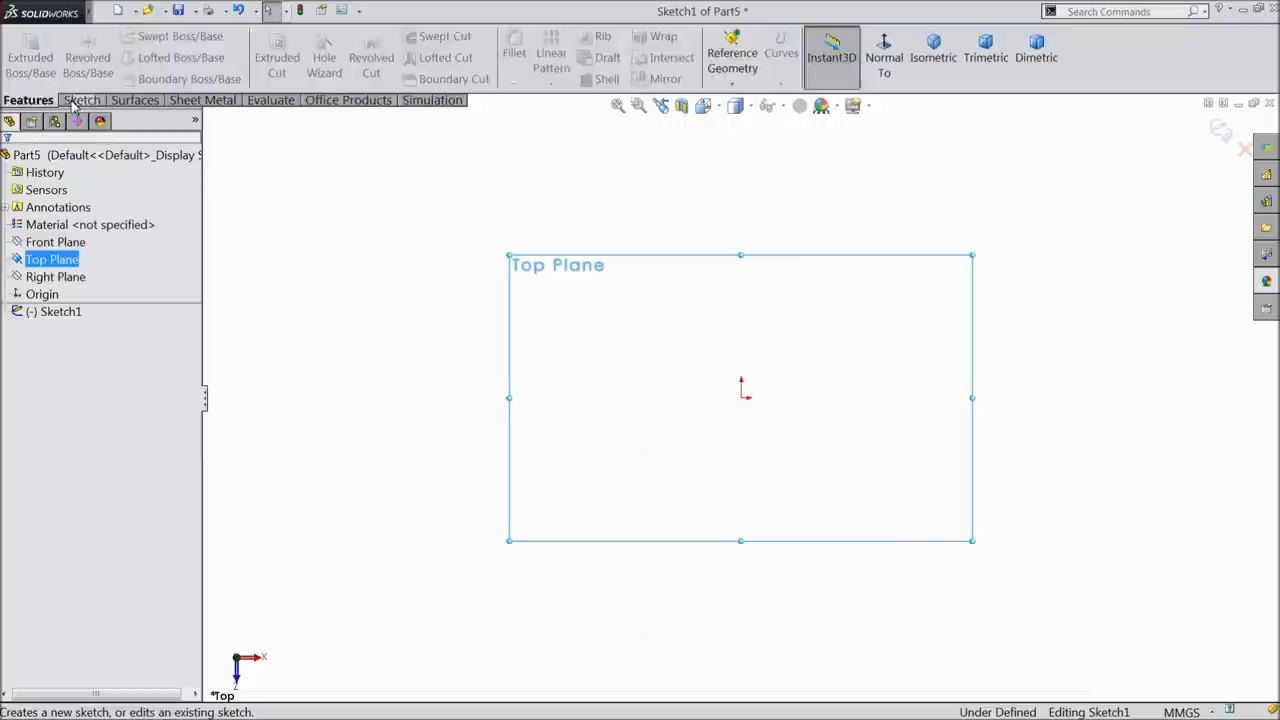 SOLIDWORKS
Sketch1 of Part5 *
Search Commands
Extruded Boss/Base
Revolved Boss/Base
Swept Boss/Base
Lofted Boss/Base
Boundary Boss/Base
Extruded Cut
Hole Wizard
Revolved Cut
Swept Cut
Lofted Cut
Boundary Cut
Fillet
Linear Pattern
Rib
Draft
Shell
Wrap
Intersect
Mirror
Reference Geometry
Curves
Instant3D
Normal To
Isometric
Trimetric
Dimetric
Features
Sketch
Surfaces
Sheet Metal
Evaluate
Office Products
Simulation
Part5 (Default<<Default>_Display S
History
Sensors
Annotations
Material <not specified>
Front Plane
Top Plane
Right Plane
Origin
(-) Sketch1
Top Plane
X
Z
*Top
Creates a new sketch, or edits an existing sketch.
Under Defined
Editing Sketch1
MMGS